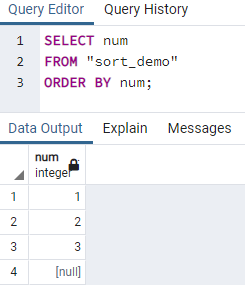 Query Editor Query History
1 SELECT num
2 FROM "sort_demo"
3 ORDER BY num;
Data Output Explain Messages
num
integer
1 1
2 2
3 3
4 [null]